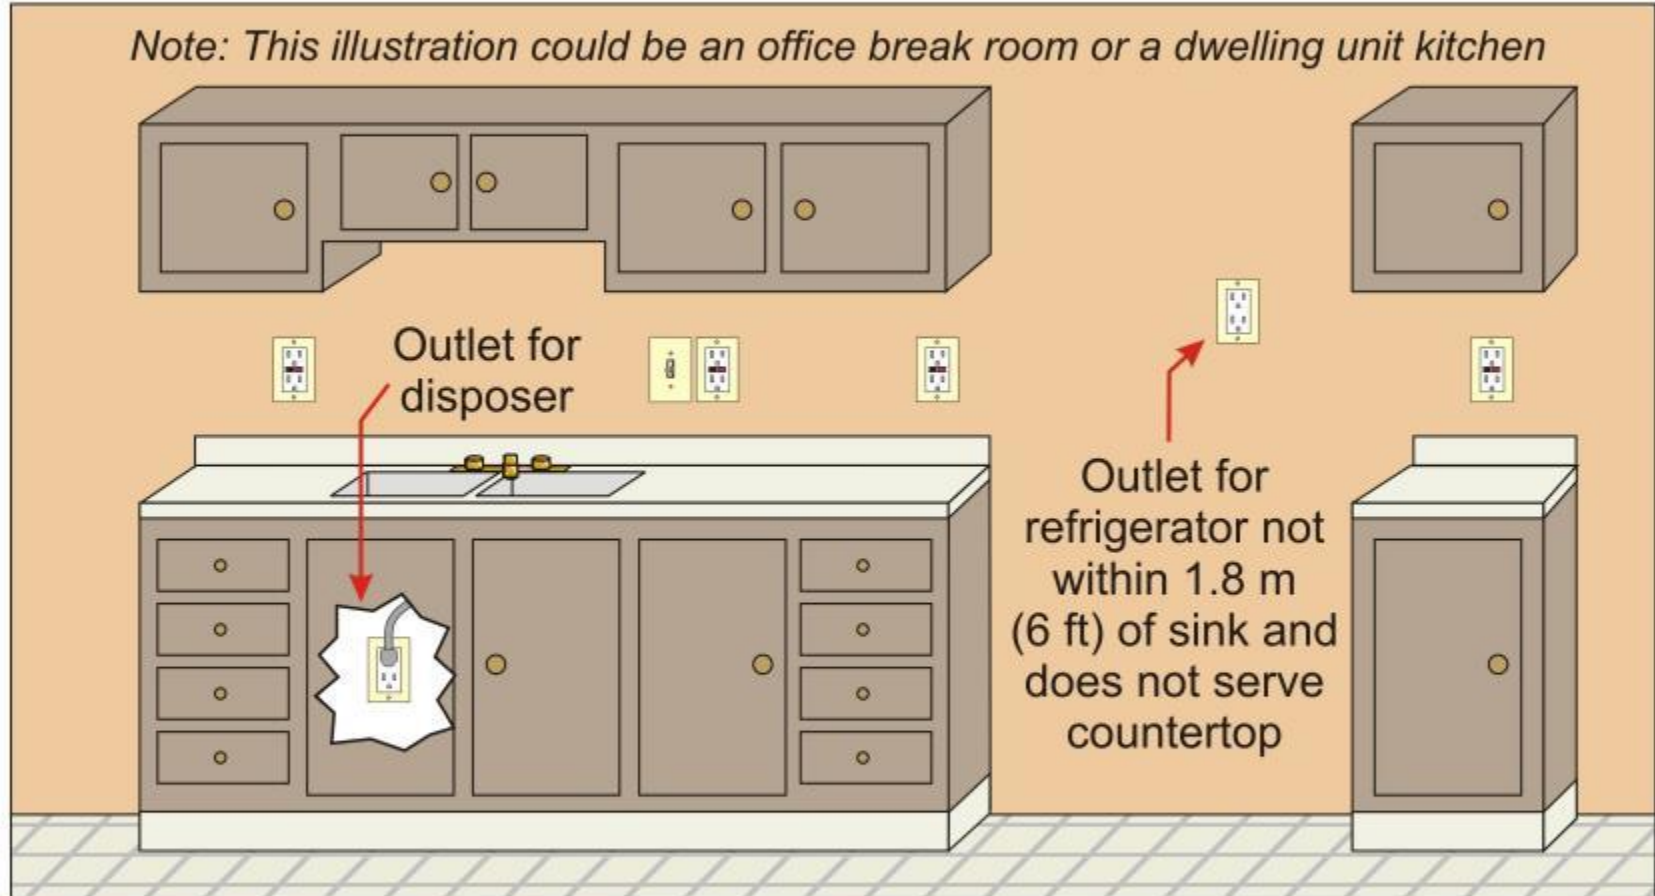 Note: This illustration could be an office break room or a dwelling unit kitchen
Outlet for
disposer
Outlet for
refrigerator not
within 1.8 m
(6 ft) of sink and
does not serve
countertop